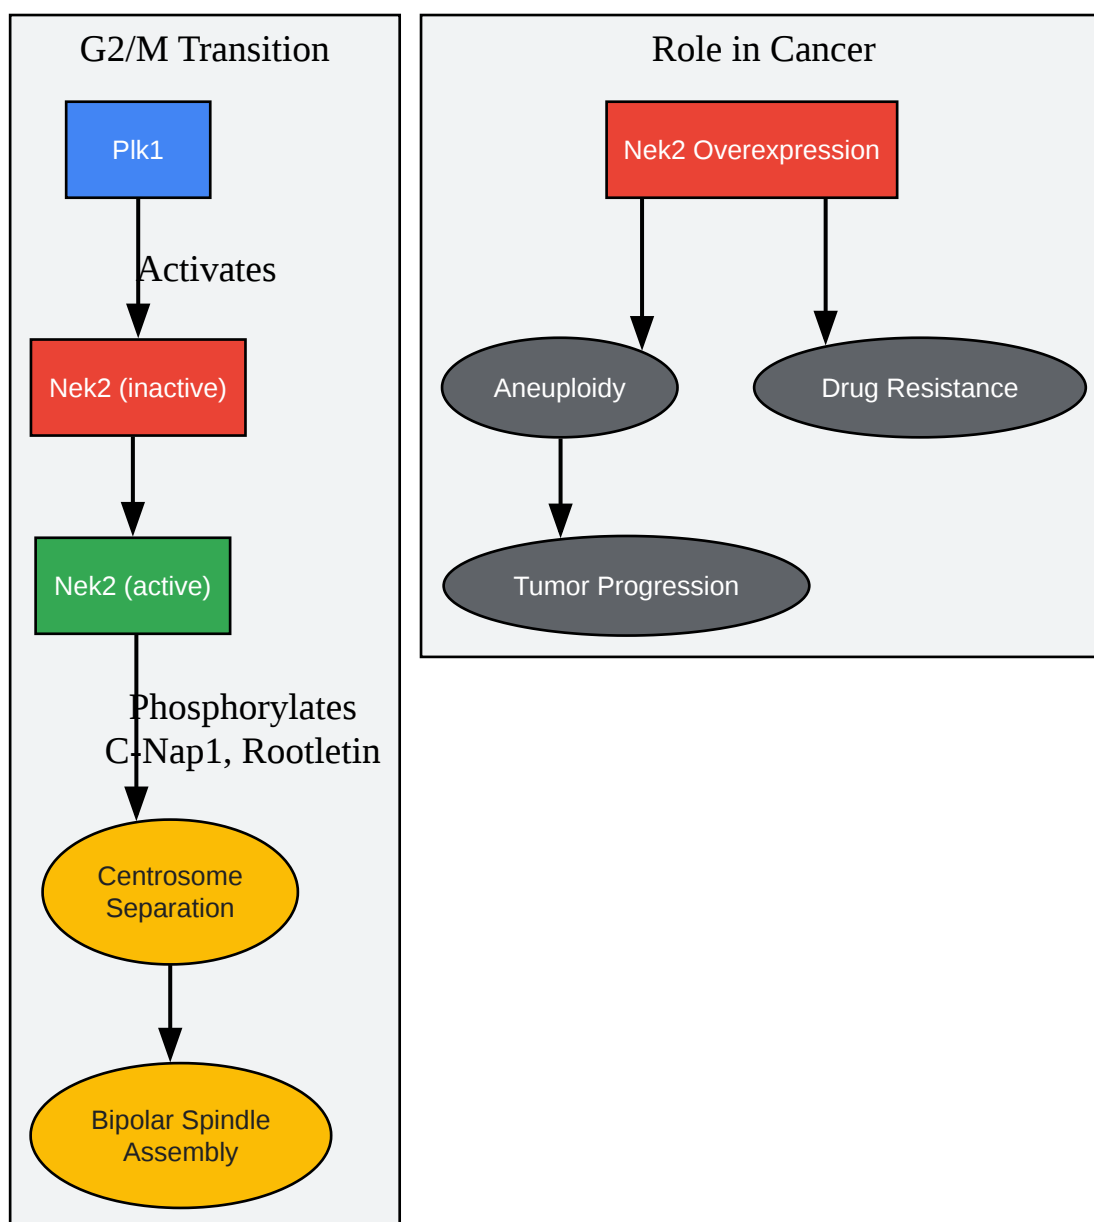 G2/M Transition
Plk1
Activates
Nek2 (inactive)
Nek2 (active)
Phosphorylates
C-Nap1, Rootletin
Centrosome
Separation
Bipolar Spindle
Assembly
Role in Cancer
Nek2 Overexpression
Aneuploidy
Drug Resistance
Tumor Progression